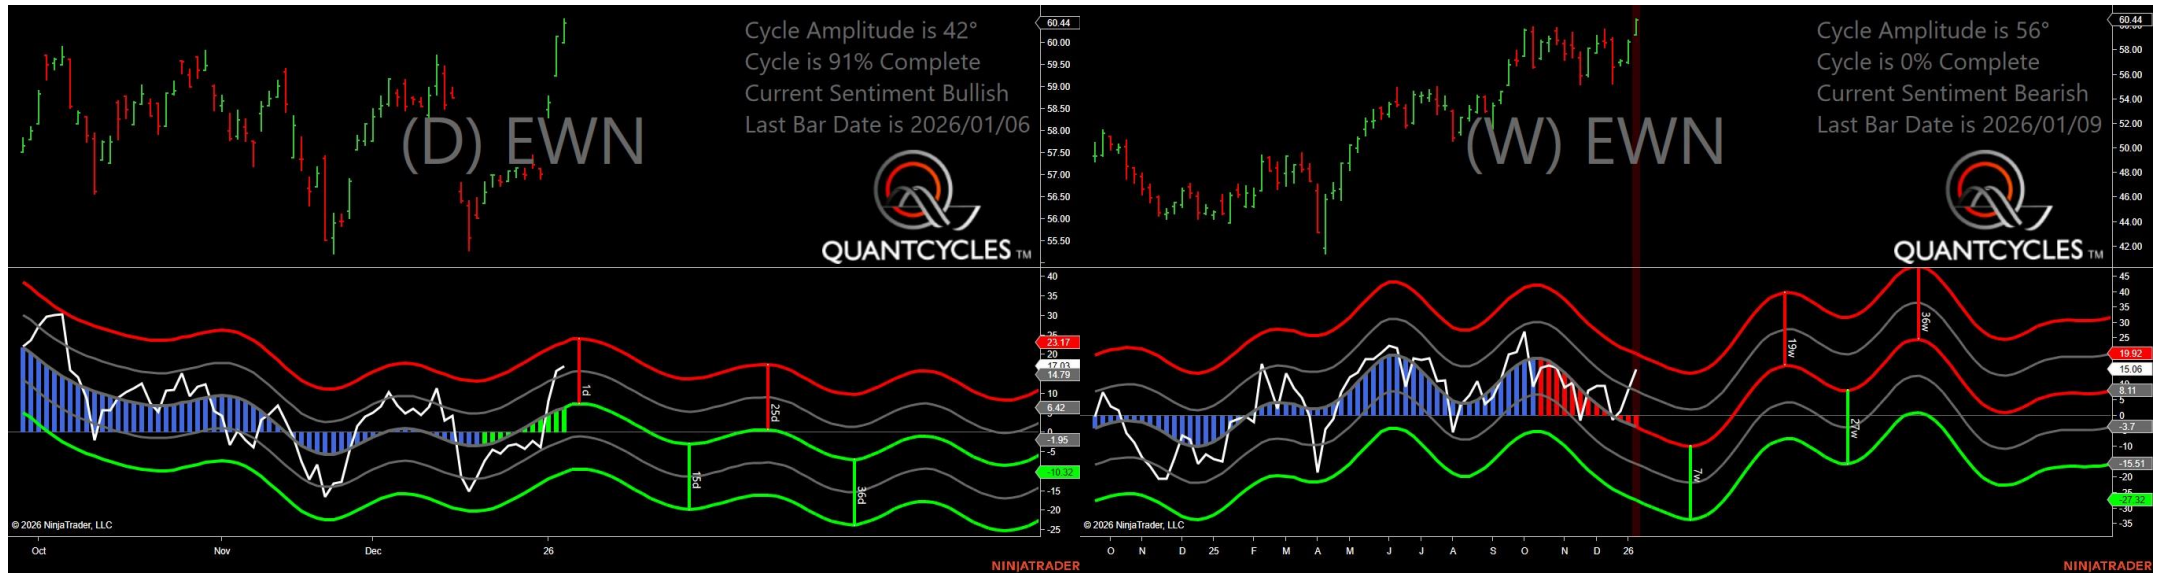 Cycle Amplitude is 42°
Cycle is 91% Complete
Current Sentiment Bullish
Last Bar Date is 2026/01/06
(D) EWN
QUANTCYCLES TM
60.44
60.00
59.50
59.00
58.50
58.00
57.50
57.00
56.50
56.00
55.50
40
35
30
25
23.17
20
17.03
14.79
10
6.42
0
-1.95
-5
-10.32
-15
-20
-25
1d
15d
25d
36d
© 2026 NinjaTrader, LLC
Oct Nov Dec 26
NINJATRADER
Cycle Amplitude is 56°
Cycle is 0% Complete
Current Sentiment Bearish
Last Bar Date is 2026/01/09
(W) EWN
QUANTCYCLES TM
60.44
58.00
56.00
54.00
52.00
50.00
48.00
46.00
44.00
42.00
45
40
35
30
25
19.92
15.06
10
8.11
5
0
-3.7
-10
-15.51
-20
-27.32
-30
-35
7w
19w
27w
36w
© 2026 NinjaTrader, LLC
O N D 25 F M A M J J A S O N D 26
NINJATRADER